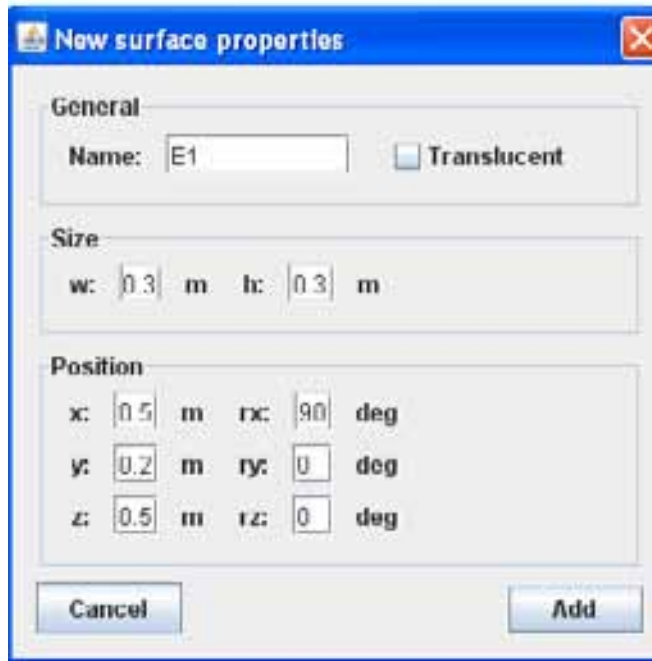 New surface properties
General
Name: E1 Translucent
Size
w: 0.3 m h: 0.3 m
Position
x: 0.5 m rx: 90 deg
y: 0.2 m ry: 0 deg
z: 0.5 m rz: 0 deg
Cancel Add